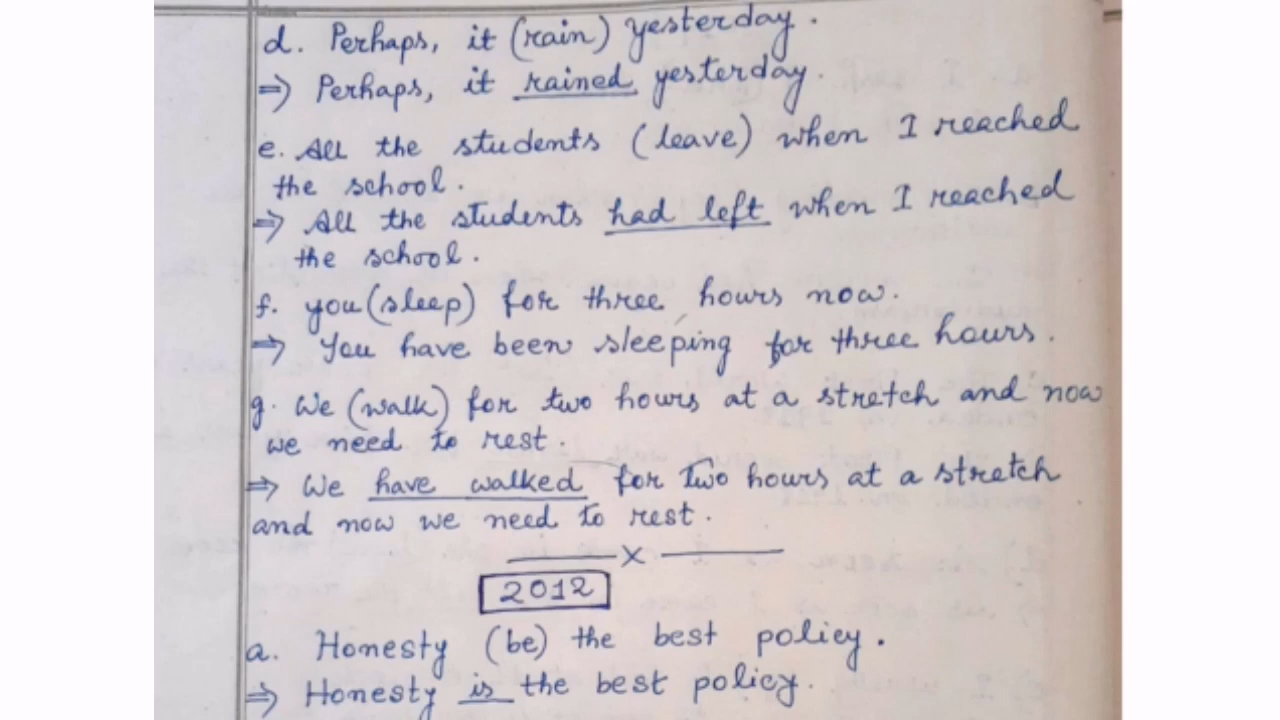 d. Perhaps, it (rain) yesterday.
⇒ Perhaps, it rained yesterday.
e. All the students (leave) when I reached
the school.
⇒ All the students had left when I reached
the school.
f. you (sleep) for three hours now.
⇒ You have been sleeping for three hours.
g. We (walk) for two hours at a stretch and now
we need to rest.
⇒ We have walked for two hours at a stretch
and now we need to rest.
x
2012
a. Honesty (be) the best policy.
⇒ Honesty is the best policy.